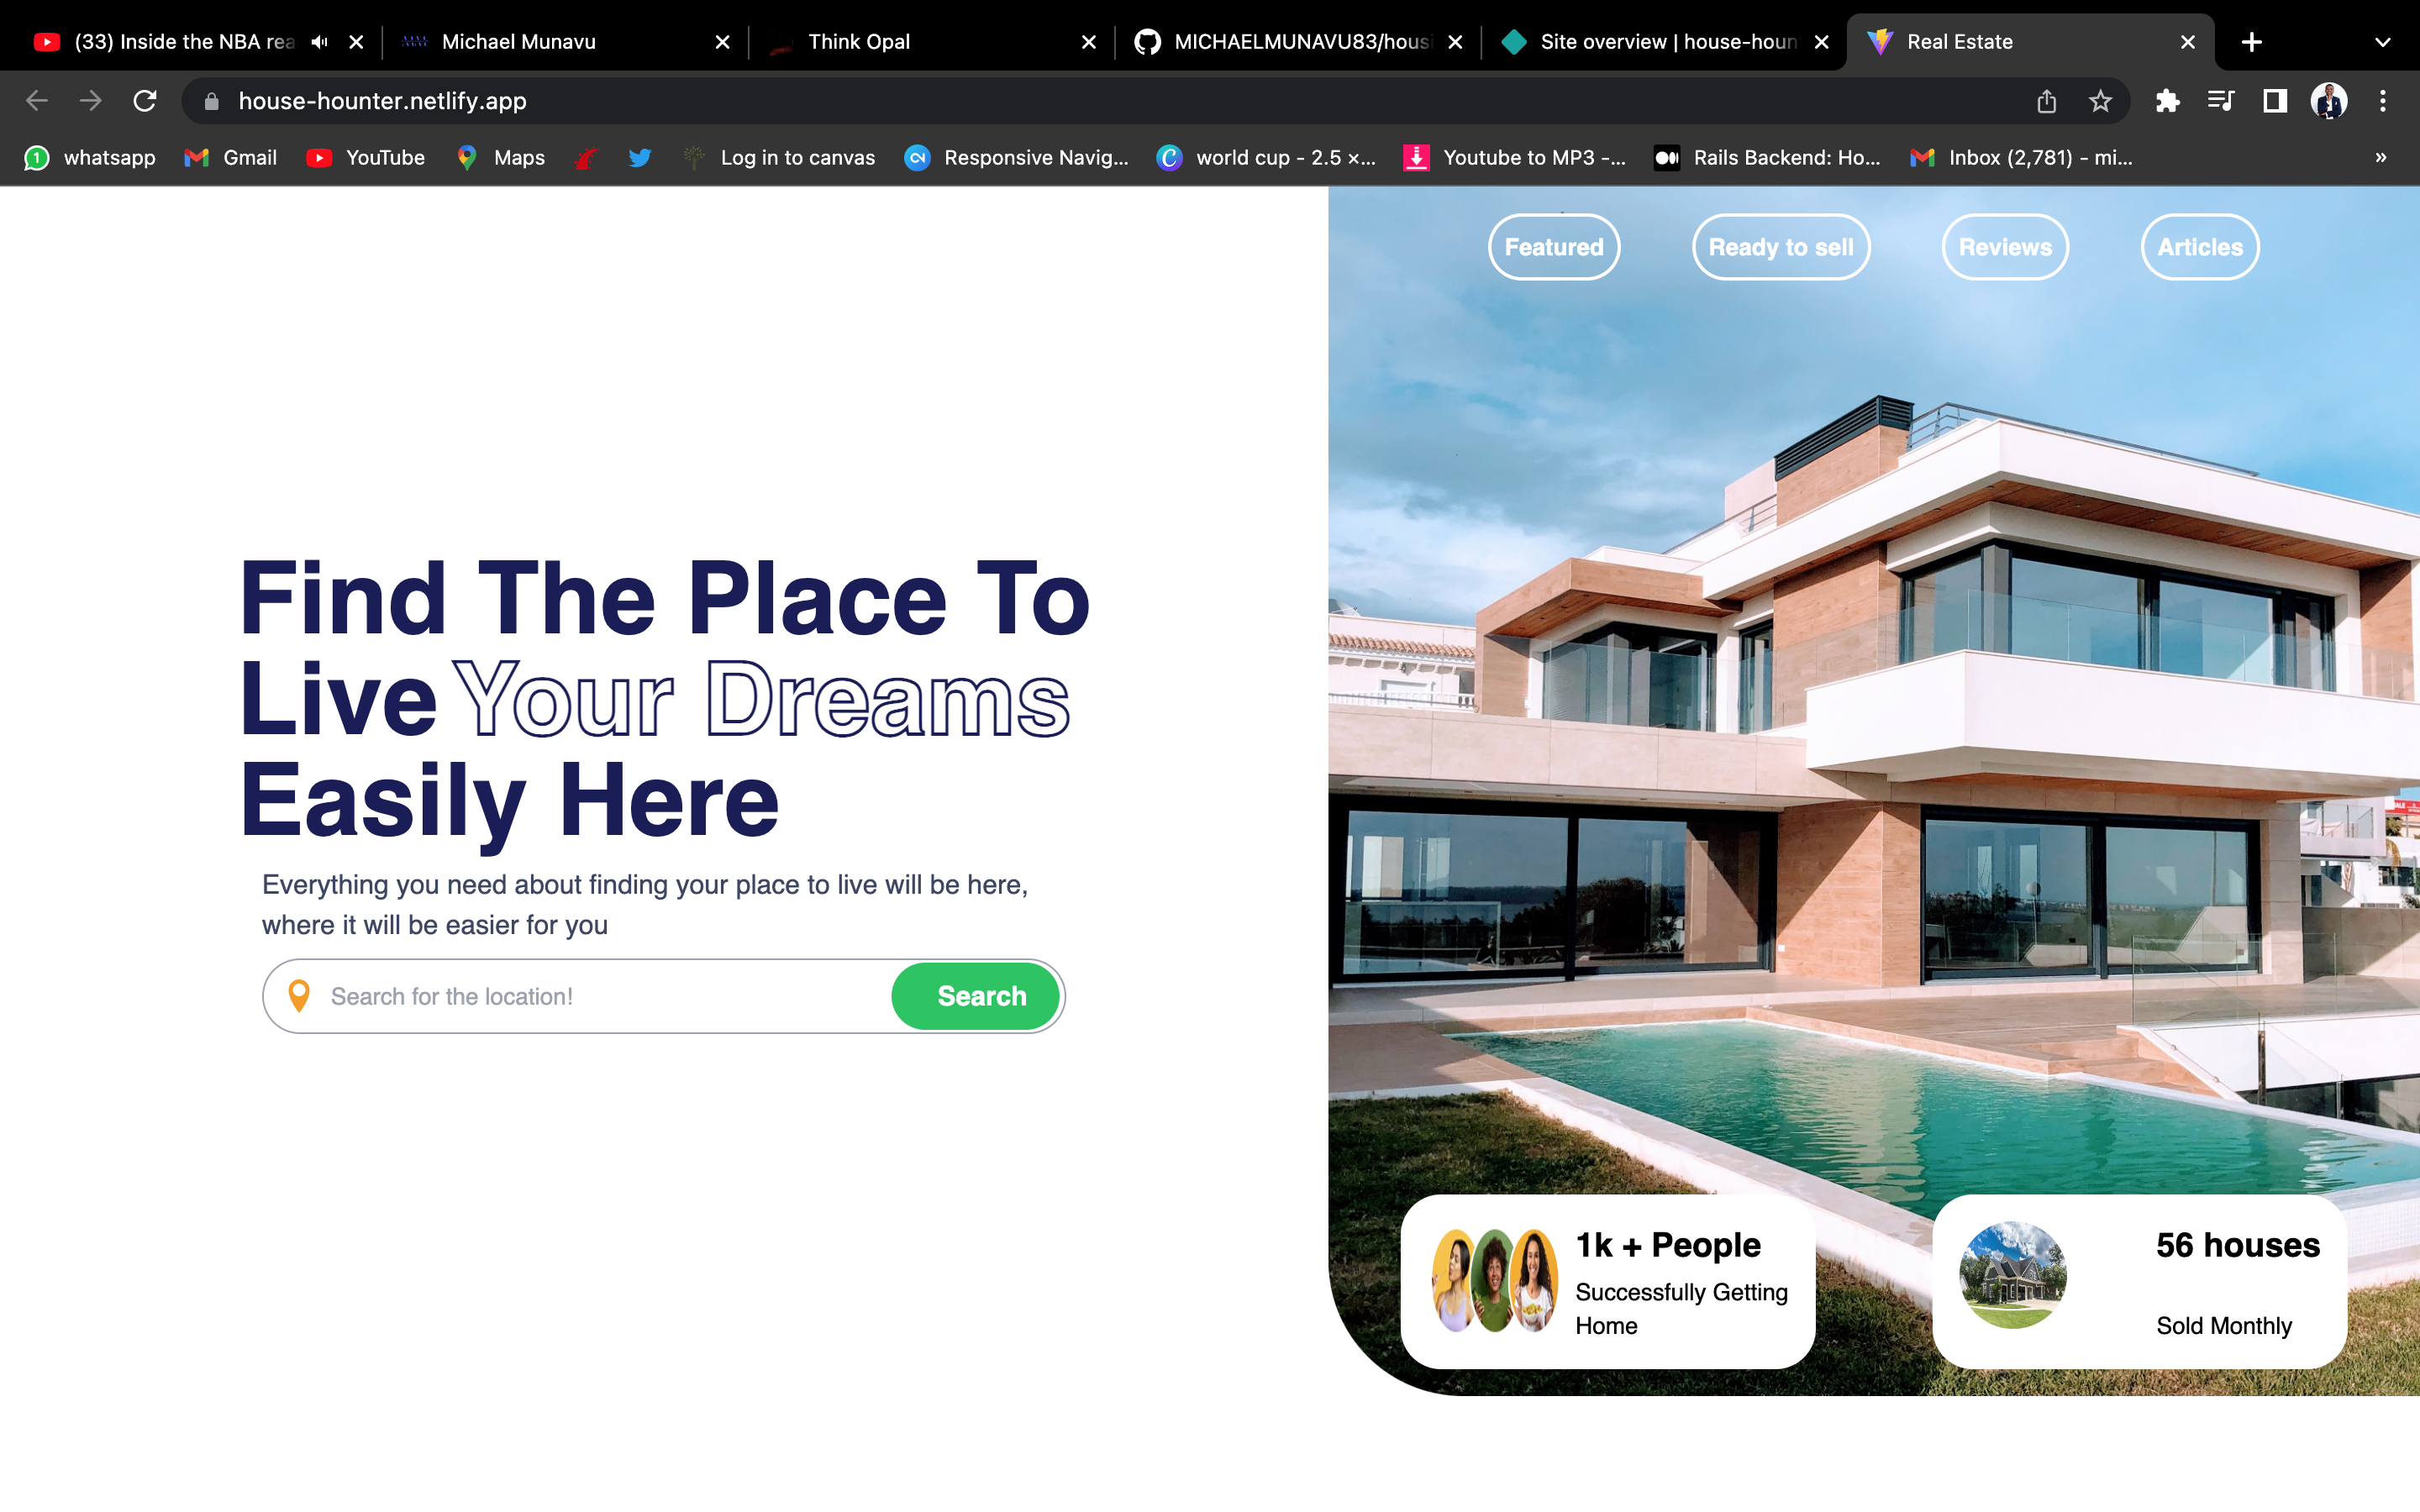 (33) Inside the NBA rea
Michael Munavu
Think Opal
MICHAELMUNAVU83/housi
Site overview | house-houn
Real Estate
house-hounter.netlify.app
1 whatsapp
Gmail
YouTube
Maps
Log in to canvas
Responsive Navig...
C world cup - 2.5 ×...
Youtube to MP3 -...
Rails Backend: Ho...
Inbox (2,781) - mi...
»
Featured
Ready to sell
Reviews
Articles
Find The Place To
Live Your Dreams
Easily Here
Everything you need about finding your place to live will be here,
where it will be easier for you
Search for the location!
Search
1k + People
Successfully Getting
Home
56 houses
Sold Monthly